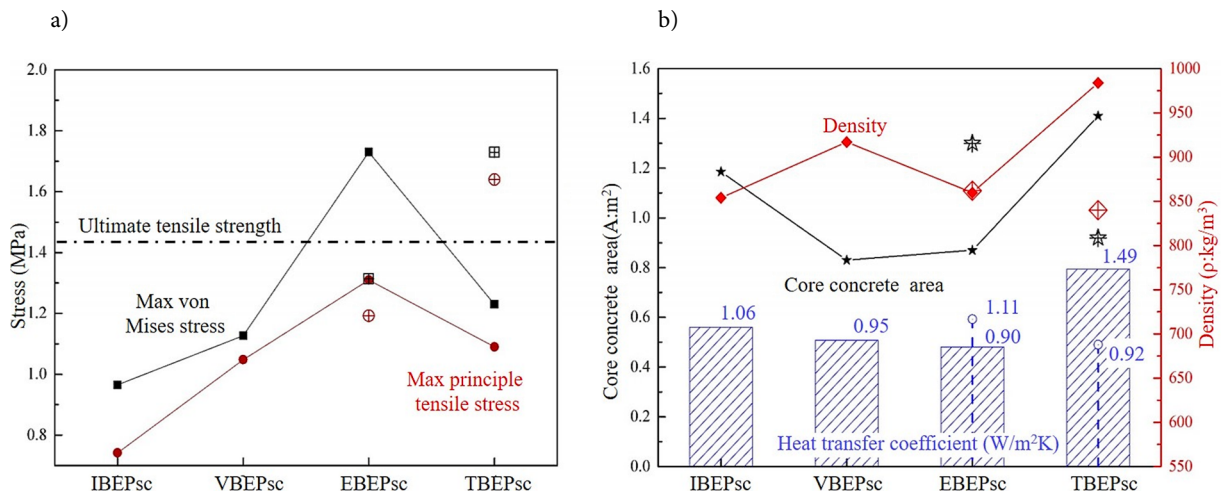 a)
2.0
1.8
1.6
1.4
1.2
1.0
0.8
Stress (MPa)
Ultimate tensile strength
Max von
Mises stress
Max principle
tensile stress
IBEPsc
VBEPsc
EBEPsc
TBEPsc
b)
1.6
1.4
1.2
1.0
0.8
0.6
0.4
0.2
0.0
Core concrete area(A:m²)
Density
Core concrete area
1.06
0.95
1.11
0.90
1.49
0.92
Heat transfer coefficient (W/m²K)
IBEPsc
VBEPsc
EBEPsc
TBEPsc
1000
950
900
850
800
750
700
650
600
550
Density (ρ:kg/m³)